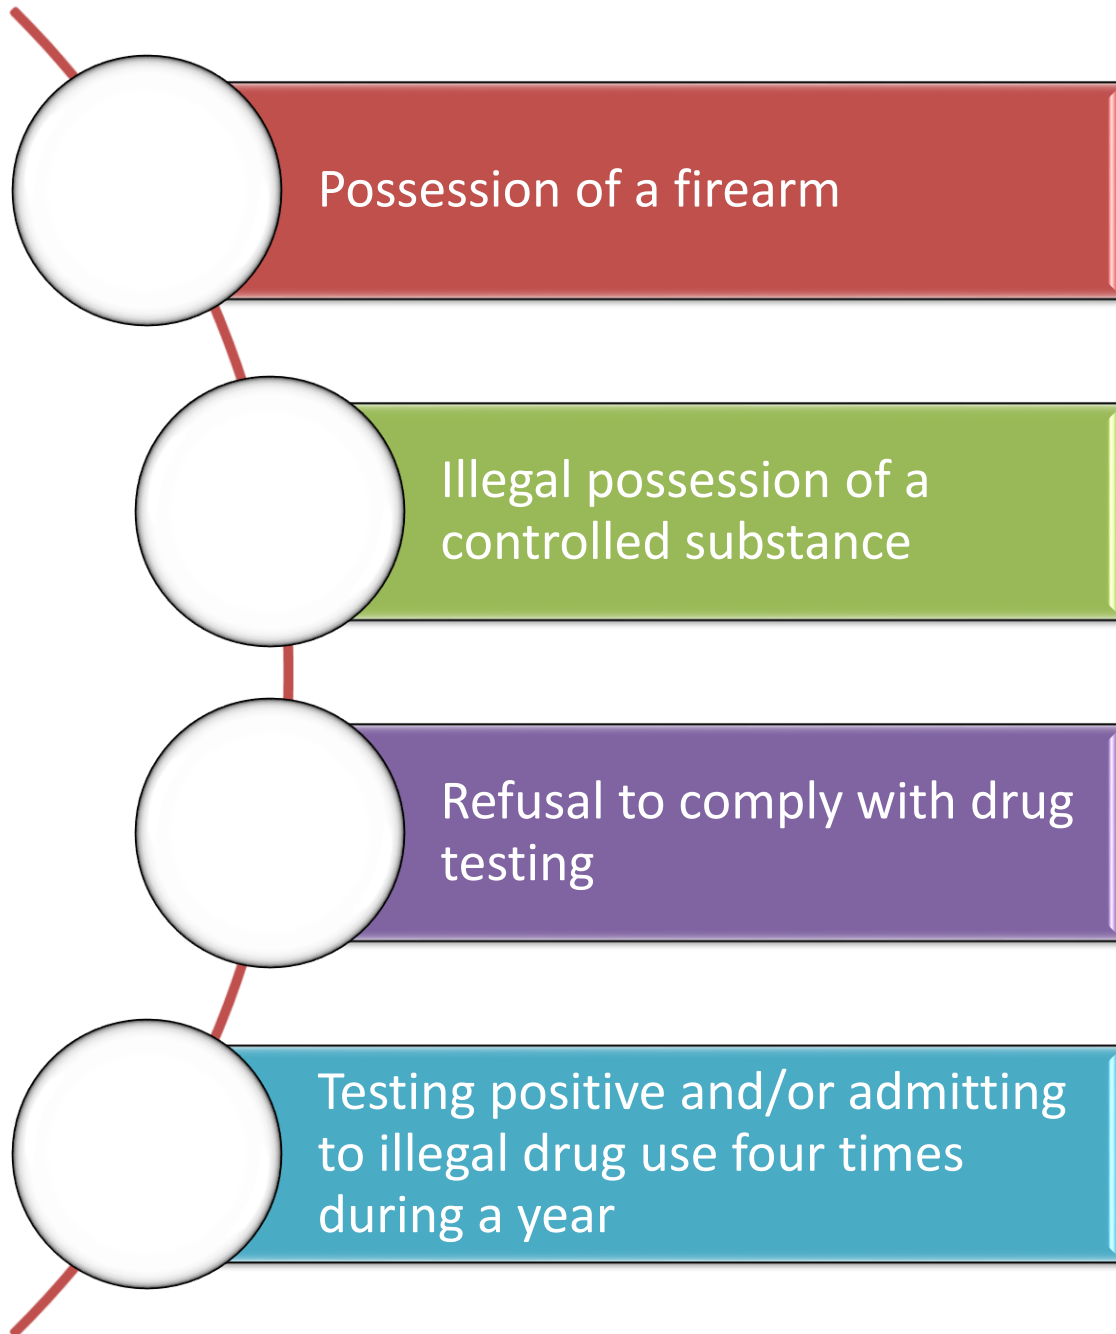 Possession of a firearm
Illegal possession of a
controlled substance
Refusal to comply with drug
testing
Testing positive and/or admitting
to illegal drug use four times
during a year